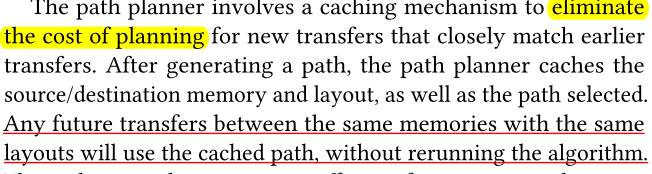 The path planner involves a caching mechanism to eliminate
the cost of planning for new transfers that closely match earlier
transfers. After generating a path, the path planner caches the
source/destination memory and layout, as well as the path selected.
Any future transfers between the same memories with the same
layouts will use the cached path, without rerunning the algorithm.